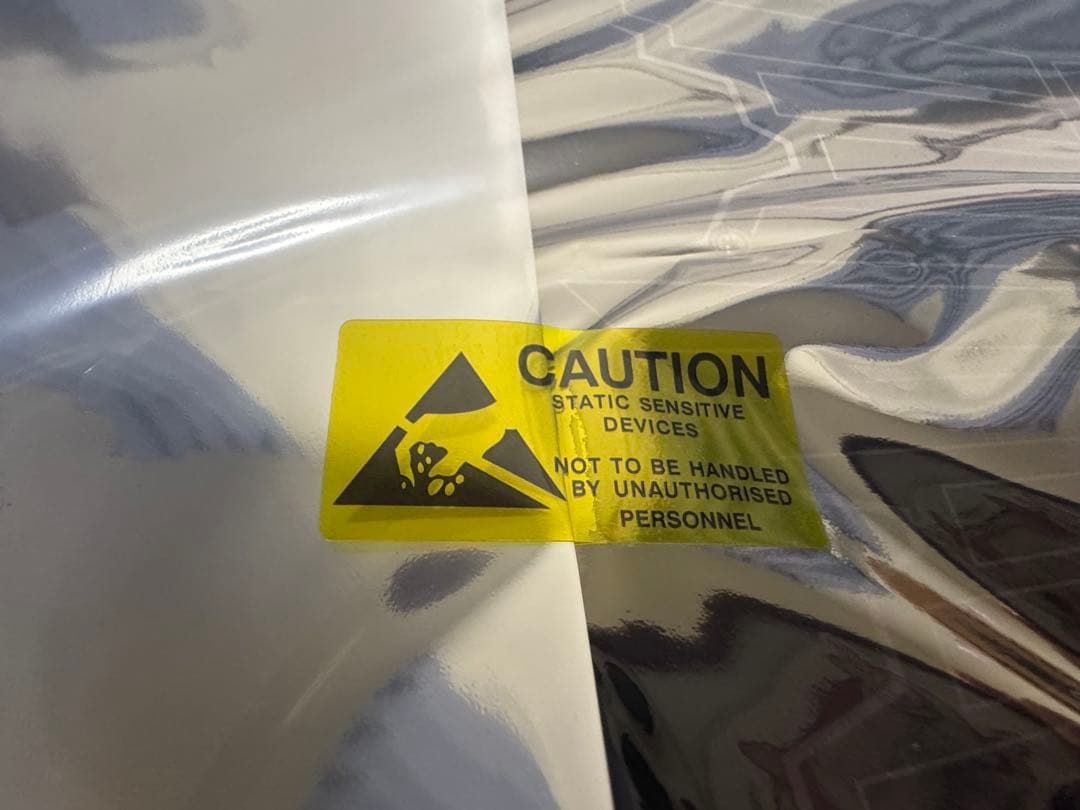 CAUTION
STATIC SENSITIVE
DEVICES
NOT TO BE HANDLED
BY UNAUTHORISED
PERSONNEL